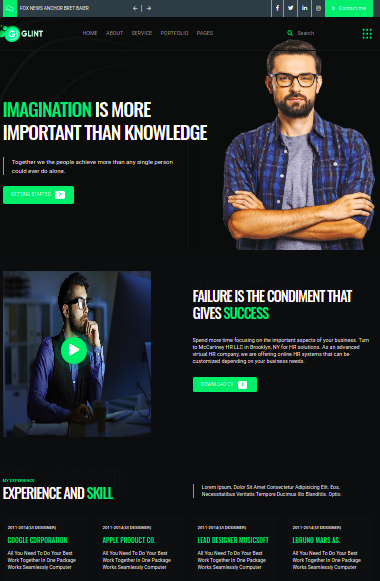 FOX NEWS ANCHOR BRET BAIER
Contact me
GLINT
HOME ABOUT SERVICE PORTFOLIO PAGES
Search
IMAGINATION IS MORE
IMPORTANT THAN KNOWLEDGE
Together we the people achieve more than any single person
could ever do alone.
GETTING STARTED
FAILURE IS THE CONDIMENT THAT
GIVES SUCCESS
Spend more time focusing on the important aspects of your business. Turn
to McCartney HR LLC in Brooklyn, NY for HR solutions. As an advanced
virtual HR company, we are offering online HR systems that can be
customized depending on your business needs.
DOWNLOAD CV
MY EXPERIENCE
EXPERIENCE AND SKILL
Lorem Ipsum, Dolor Sit Amet Consectetur Adipisicing Elit. Eos,
Necessitatibus Veritatis Tempore Ducimus Illo Blanditiis. Optio.
2011-2014(UI DESIGNER)
GOOGLE CORPORATION.
All You Need To Do Your Best
Work Together In One Package
Works Seamlessly Computer
2011-2014(UI DESIGNER)
APPLE PRODUCT CO.
All You Need To Do Your Best
Work Together In One Package
Works Seamlessly Computer
2011-2014(UI DESIGNER)
LEAD DESIGNER MUSICSOFT
All You Need To Do Your Best
Work Together In One Package
Works Seamlessly Computer
2011-2014(UI DESIGNER)
LBRUNO MARS AS.
All You Need To Do Your Best
Work Together In One Package
Works Seamlessly Computer